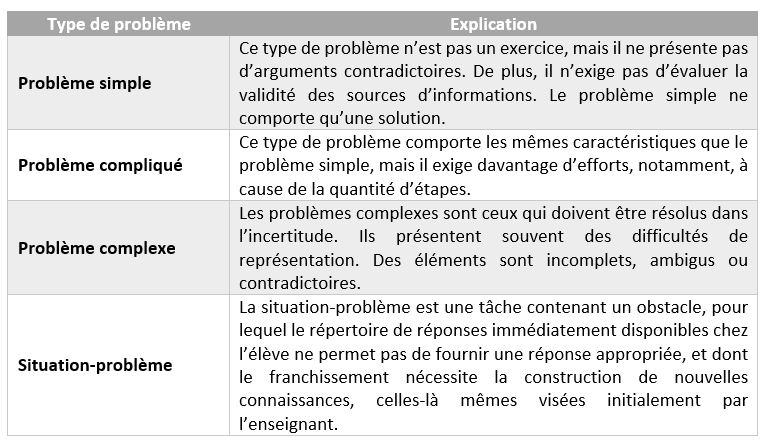 Type de problème
Explication
Problème simple
Ce type de problème n'est pas un exercice, mais il ne présente pas
d'arguments contradictoires. De plus, il n'exige pas d'évaluer la
validité des sources d'informations. Le problème simple ne
comporte qu'une solution.
Problème compliqué
Ce type de problème comporte les mêmes caractéristiques que le
problème simple, mais il exige davantage d'efforts, notamment, à
cause de la quantité d'étapes.
Problème complexe
Les problèmes complexes sont ceux qui doivent être résolus dans
l'incertitude. Ils présentent souvent des difficultés de
représentation. Des éléments sont incomplets, ambigus ou
contradictoires.
Situation-problème
La situation-problème est une tâche contenant un obstacle, pour
lequel le répertoire de réponses immédiatement disponibles chez
l'élève ne permet pas de fournir une réponse appropriée, et dont
le franchissement nécessite la construction de nouvelles
connaissances, celles-là mêmes visées initialement par
l'enseignant.